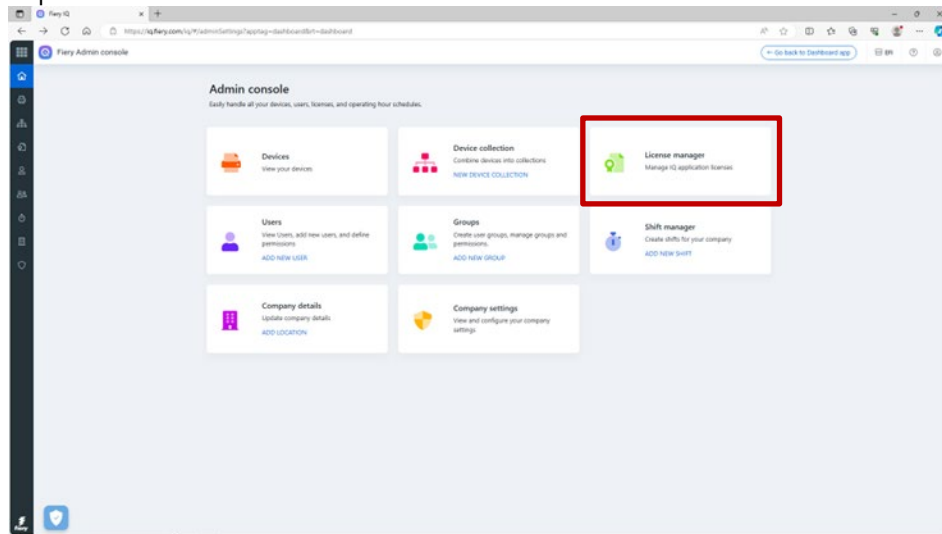 Fiery IQ
https://iq.fiery.com/iq/#/adminSettings?apptag=dashboard&rt=dashboard
Fiery Admin console
Go back to Dashboard app
EN
Admin console
Easily handle all your devices, users, licenses, and operating hour schedules.
Devices
View your devices
Device collection
Combine devices into collections
NEW DEVICE COLLECTION
License manager
Manage IQ application licenses
Users
View Users, add new users, and define
permissions
ADD NEW USER
Groups
Create user groups, manage groups and
permissions.
ADD NEW GROUP
Shift manager
Create shifts for your company
ADD NEW SHIFT
Company details
Update company details
ADD LOCATION
Company settings
View and configure your company
settings
Fiery